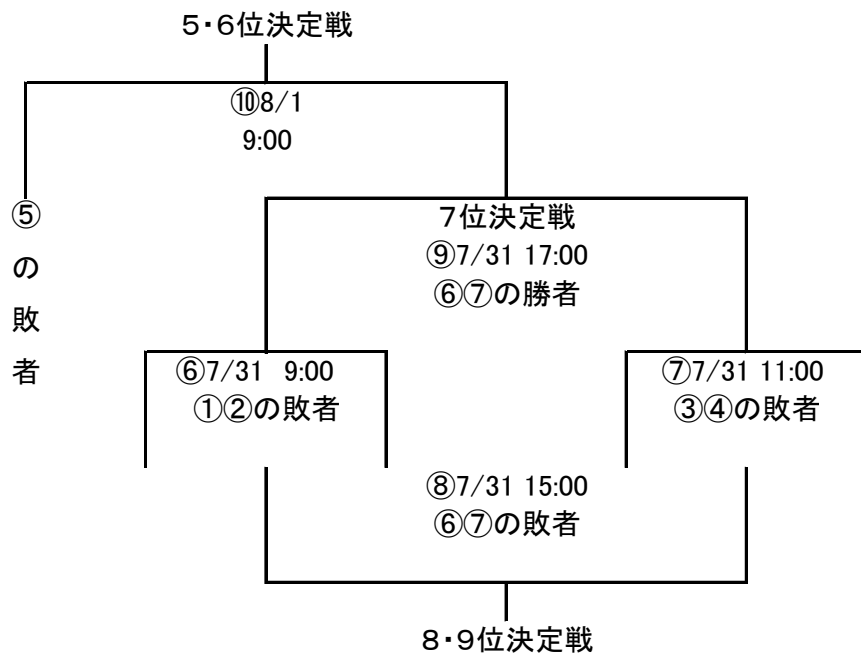 5・6位決定戦
⑩8/1
9:00
⑤の敗者
7位決定戦
⑨7/31 17:00
⑥⑦の勝者
⑥7/31 9:00
①②の敗者
⑦7/31 11:00
③④の敗者
⑧7/31 15:00
⑥⑦の敗者
8・9位決定戦